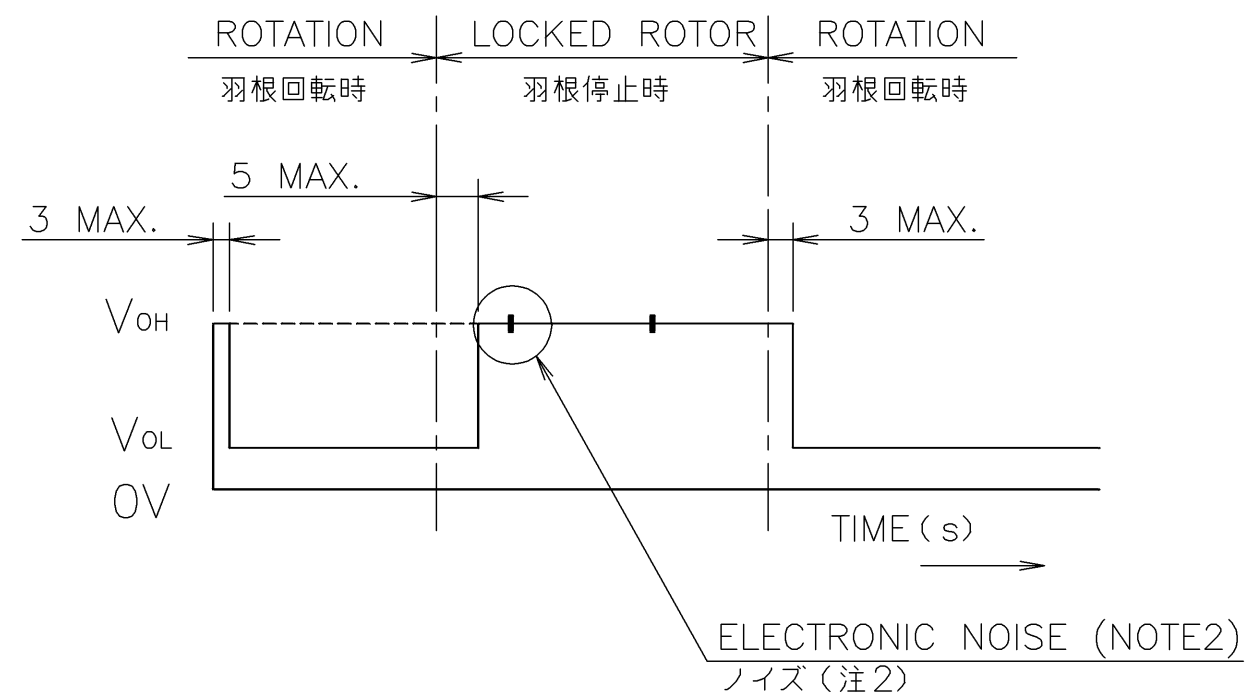 ROTATION
LOCKED ROTOR
ROTATION
羽根回転時
羽根停止時
羽根回転時
5 MAX.
3 MAX.
3 MAX.
VOH
VOL
0V
TIME(s)
ELECTRONIC NOISE (NOTE2)
ノイズ(注2)